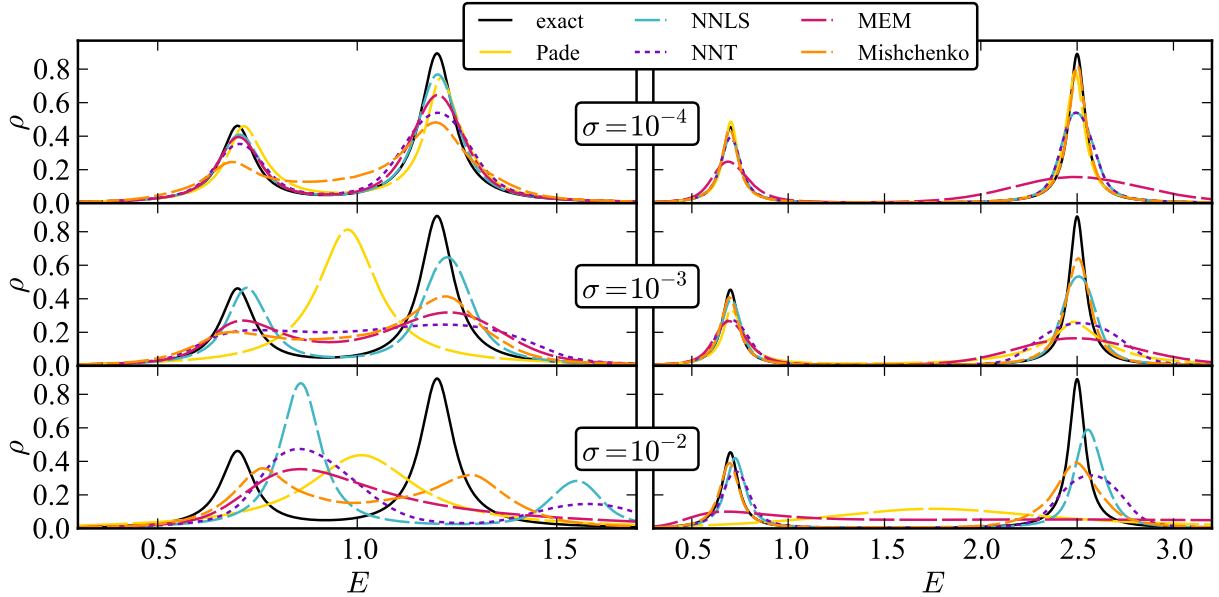 exact NNLS MEM
Pade NNT Mishchenko
ρ
0.8
0.6
0.4
0.2
0.0
σ = 10⁻⁴
ρ
0.8
0.6
0.4
0.2
0.0
σ = 10⁻³
ρ
0.8
0.6
0.4
0.2
0.0
σ = 10⁻²
0.5 1.0 1.5
0.5 1.0 1.5 2.0 2.5 3.0
E E